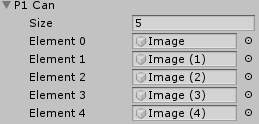 P1 Can
Size 5
Element 0 Image
Element 1 Image (1)
Element 2 Image (2)
Element 3 Image (3)
Element 4 Image (4)